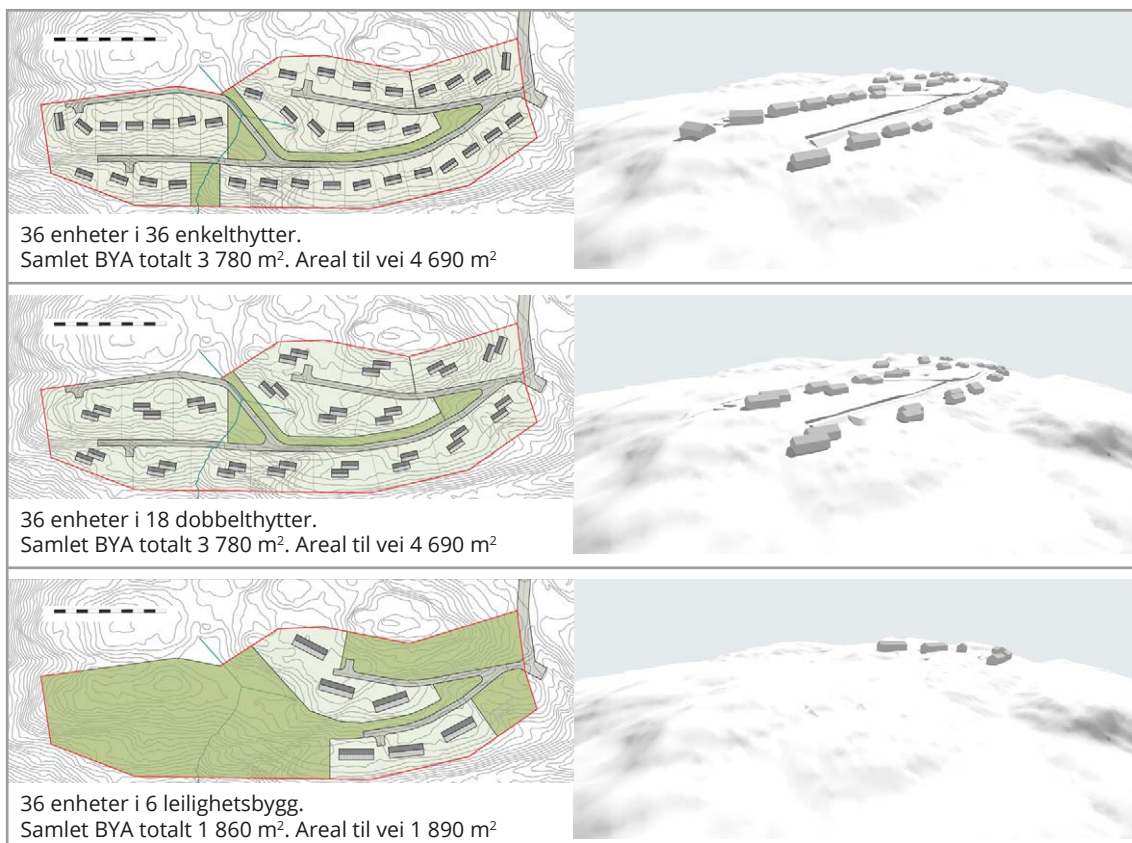 36 enheter i 36 enkelthytter.
Samlet BYA totalt 3 780 m². Areal til vei 4 690 m²
36 enheter i 18 dobbelthytter.
Samlet BYA totalt 3 780 m². Areal til vei 4 690 m²
36 enheter i 6 leilighetsbygg.
Samlet BYA totalt 1 860 m². Areal til vei 1 890 m²